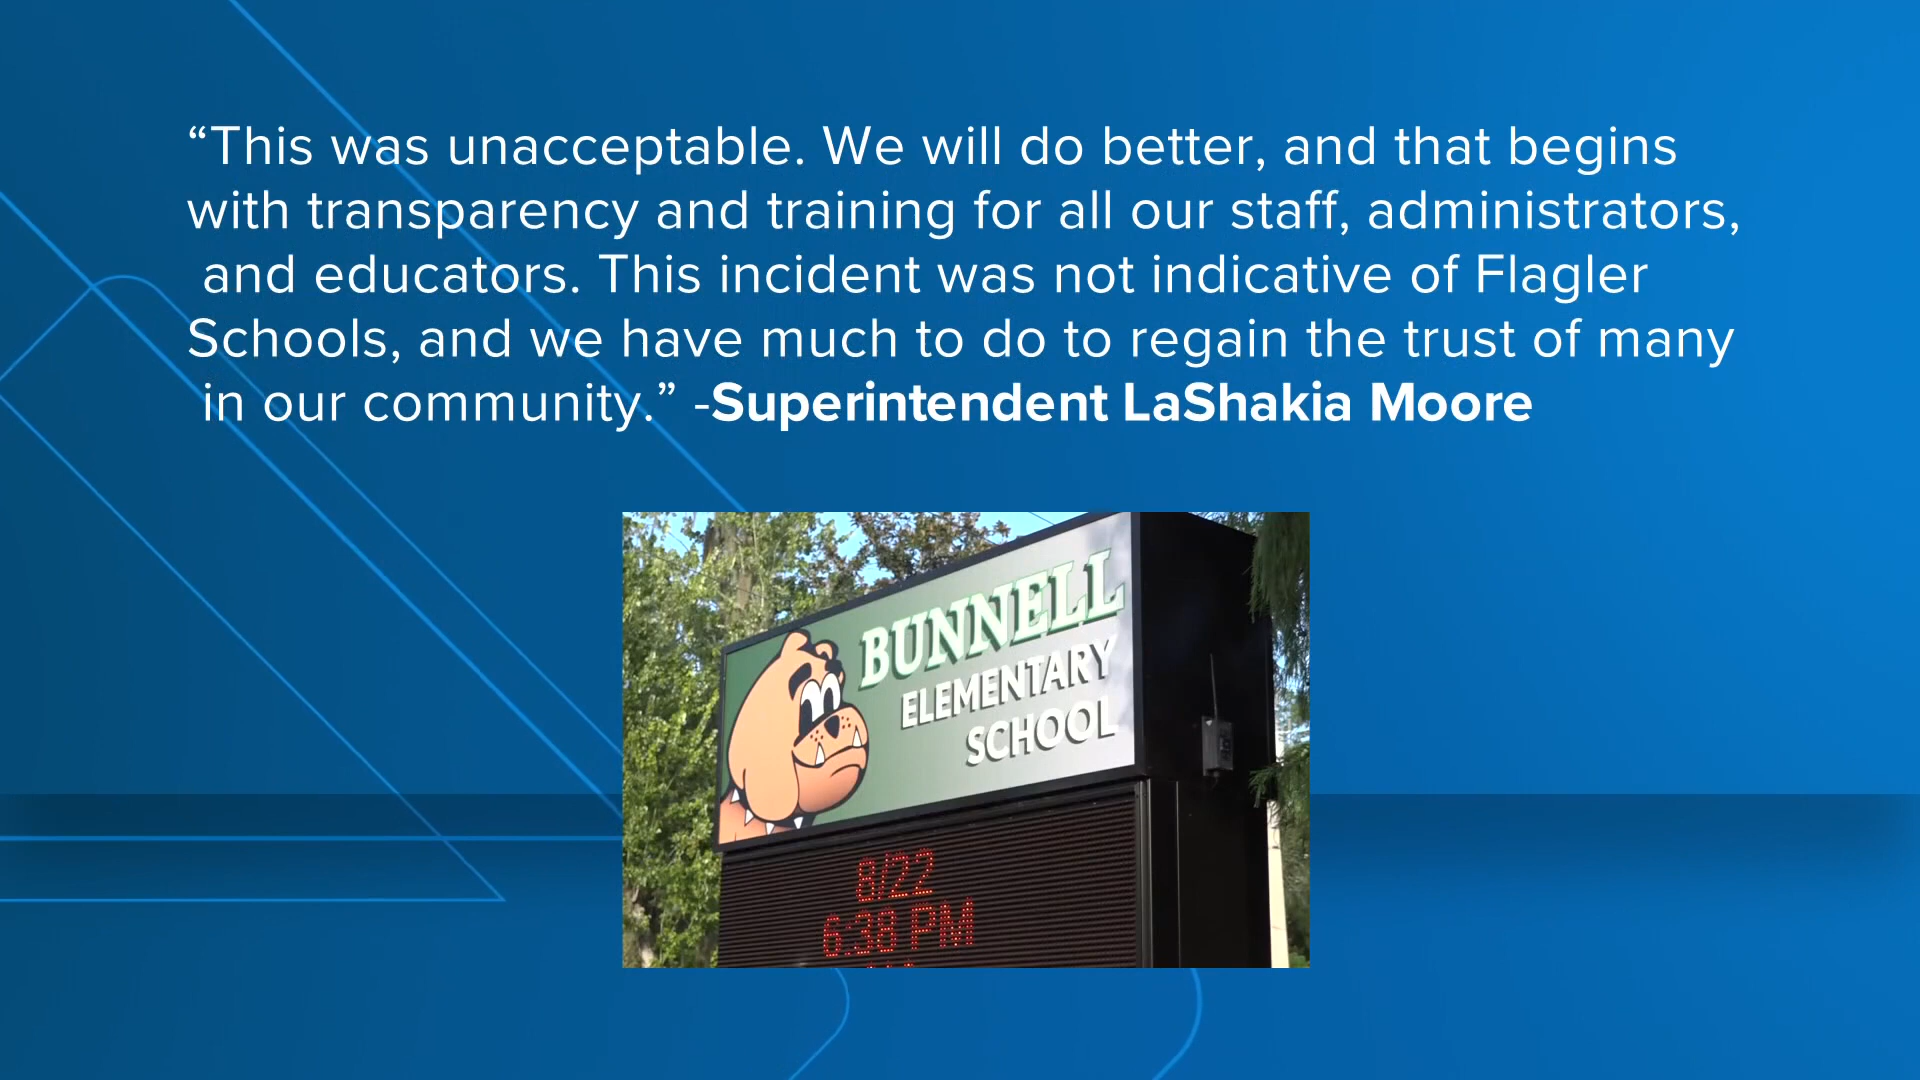 “This was unacceptable. We will do better, and that begins
with transparency and training for all our staff, administrators,
and educators. This incident was not indicative of Flagler
Schools, and we have much to do to regain the trust of many
in our community.” -Superintendent LaShakia Moore
BUNNELL
ELEMENTARY
SCHOOL
8/22
6:38 PM